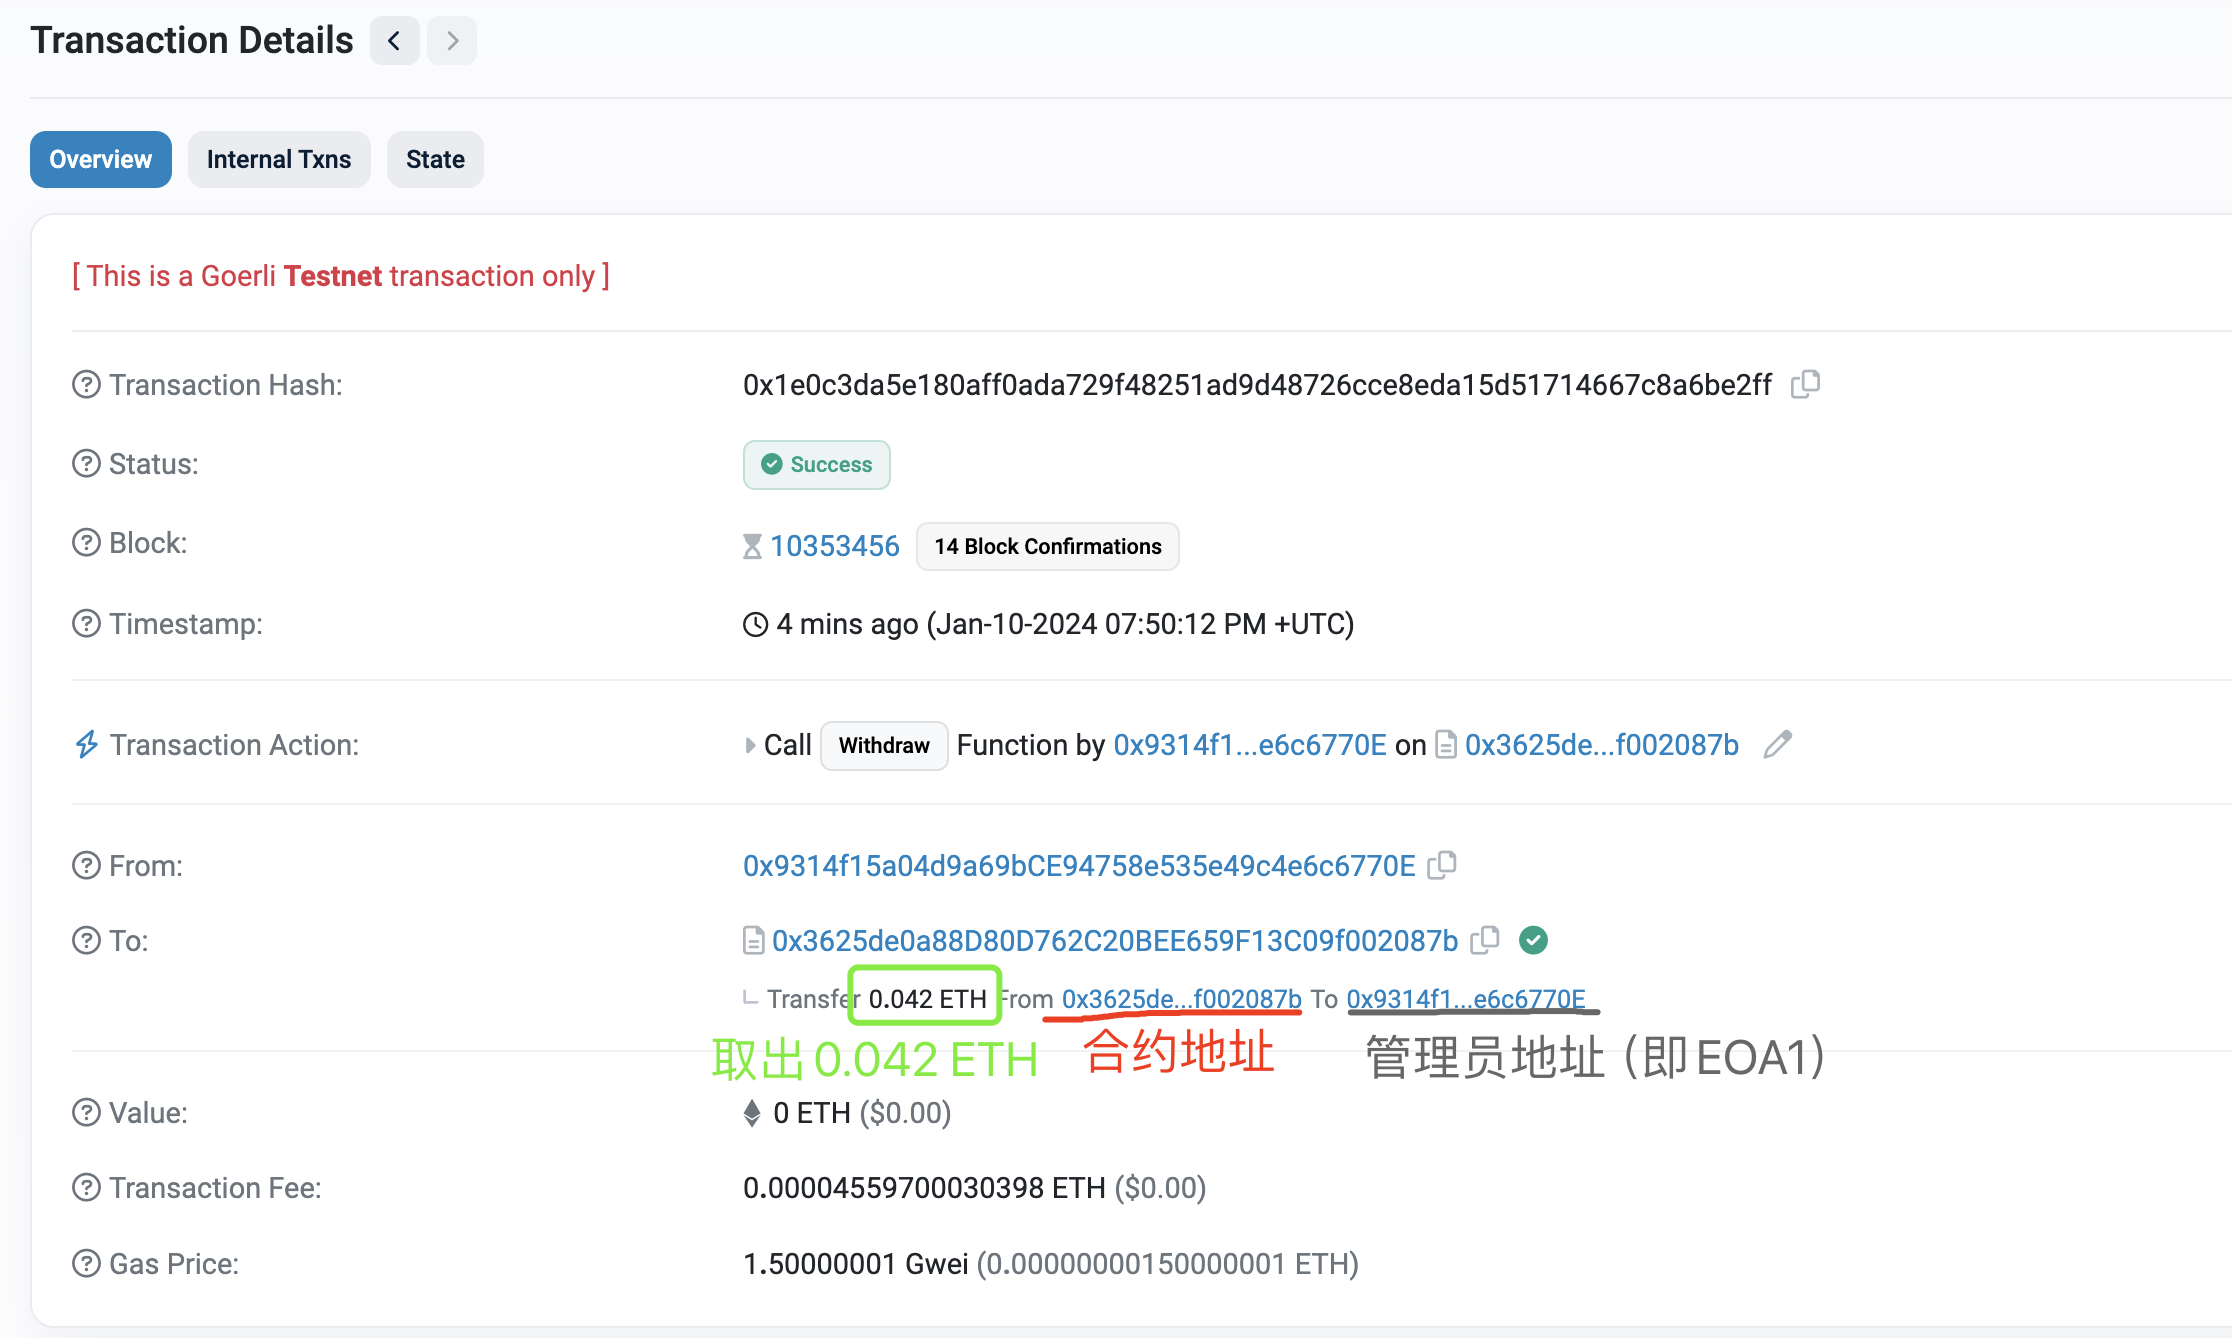 Transaction Details
Overview
Internal Txns
State
[ This is a Goerli Testnet transaction only ]
Transaction Hash:
0x1e0c3da5e180aff0ada729f48251ad9d48726cce8eda15d51714667c8a6be2ff
Status:
Success
Block:
10353456
14 Block Confirmations
Timestamp:
4 mins ago (Jan-10-2024 07:50:12 PM +UTC)
Transaction Action:
Call Withdraw Function by 0x9314f1...e6c6770E on 0x3625de...f002087b
From:
0x9314f15a04d9a69bCE94758e535e49c4e6c6770E
To:
0x3625de0a88D80D762C20BEE659F13C09f002087b
Transfer 0.042 ETH From 0x3625de...f002087b To 0x9314f1...e6c6770E
取出 0.042 ETH
合约地址
管理员地址（即 EOA1）
Value:
0 ETH ($0.00)
Transaction Fee:
0.00004559700030398 ETH ($0.00)
Gas Price:
1.50000001 Gwei (0.00000000150000001 ETH)